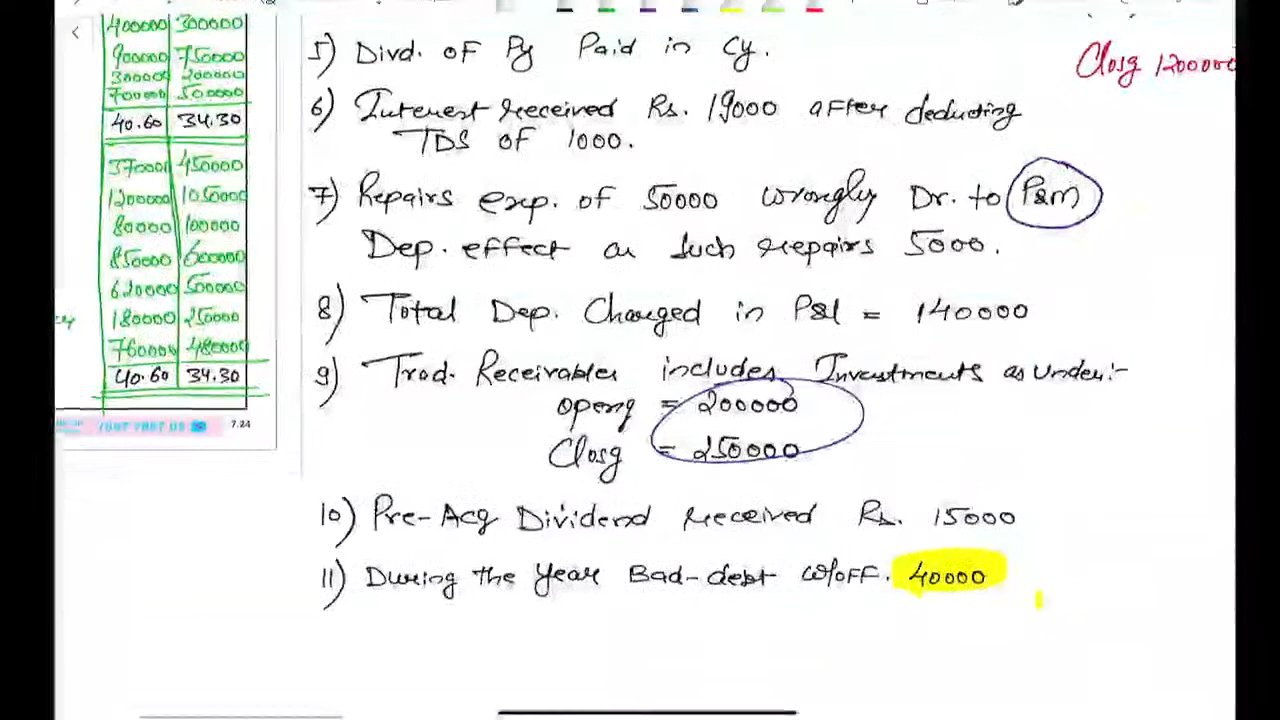 400000 300000
900000 750000
300000 200000
700000 500000
40.60 34.30
370000 450000
1200000 1050000
80000 100000
850000 600000
620000 500000
180000 250000
760000 480000
40.60 34.30
7.24
5) Divd. of Py Paid in Cy.
Closg 1200000
6) Interest received Rs. 19000 after deducting
TDS of 1000.
7) Repairs exp. of 50000 wrongly Dr. to P&M
Dep. effect on such repairs 5000.
8) Total Dep. Charged in P&L = 140000
9) Trad. Receivables includes Investments as under:-
openg = 200000
Closg = 250000
10) Pre-Acq Dividend received Rs. 15000
11) During the year Bad-debt w/off. 40000